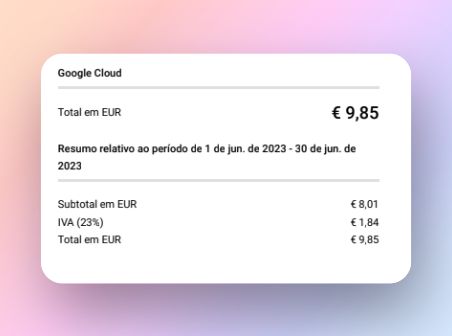 Google Cloud
Total em EUR € 9,85
Resumo relativo ao período de 1 de jun. de 2023 - 30 de jun. de
2023
Subtotal em EUR € 8,01
IVA (23%) € 1,84
Total em EUR € 9,85